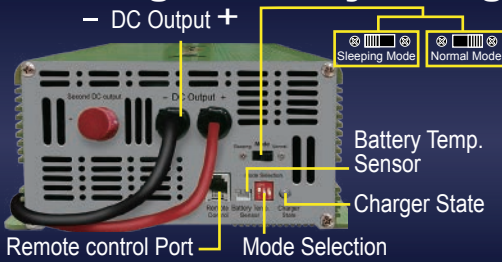 − DC Output +
Sleeping Mode
Normal Mode
Second DC-output
− DC Output +
Sleeping Mode Normal
Battery Temp.
Sensor
Mode Selection
Remote
Control
Battery Temp.
Sensor
Charger
State
Charger State
Remote control Port
Mode Selection